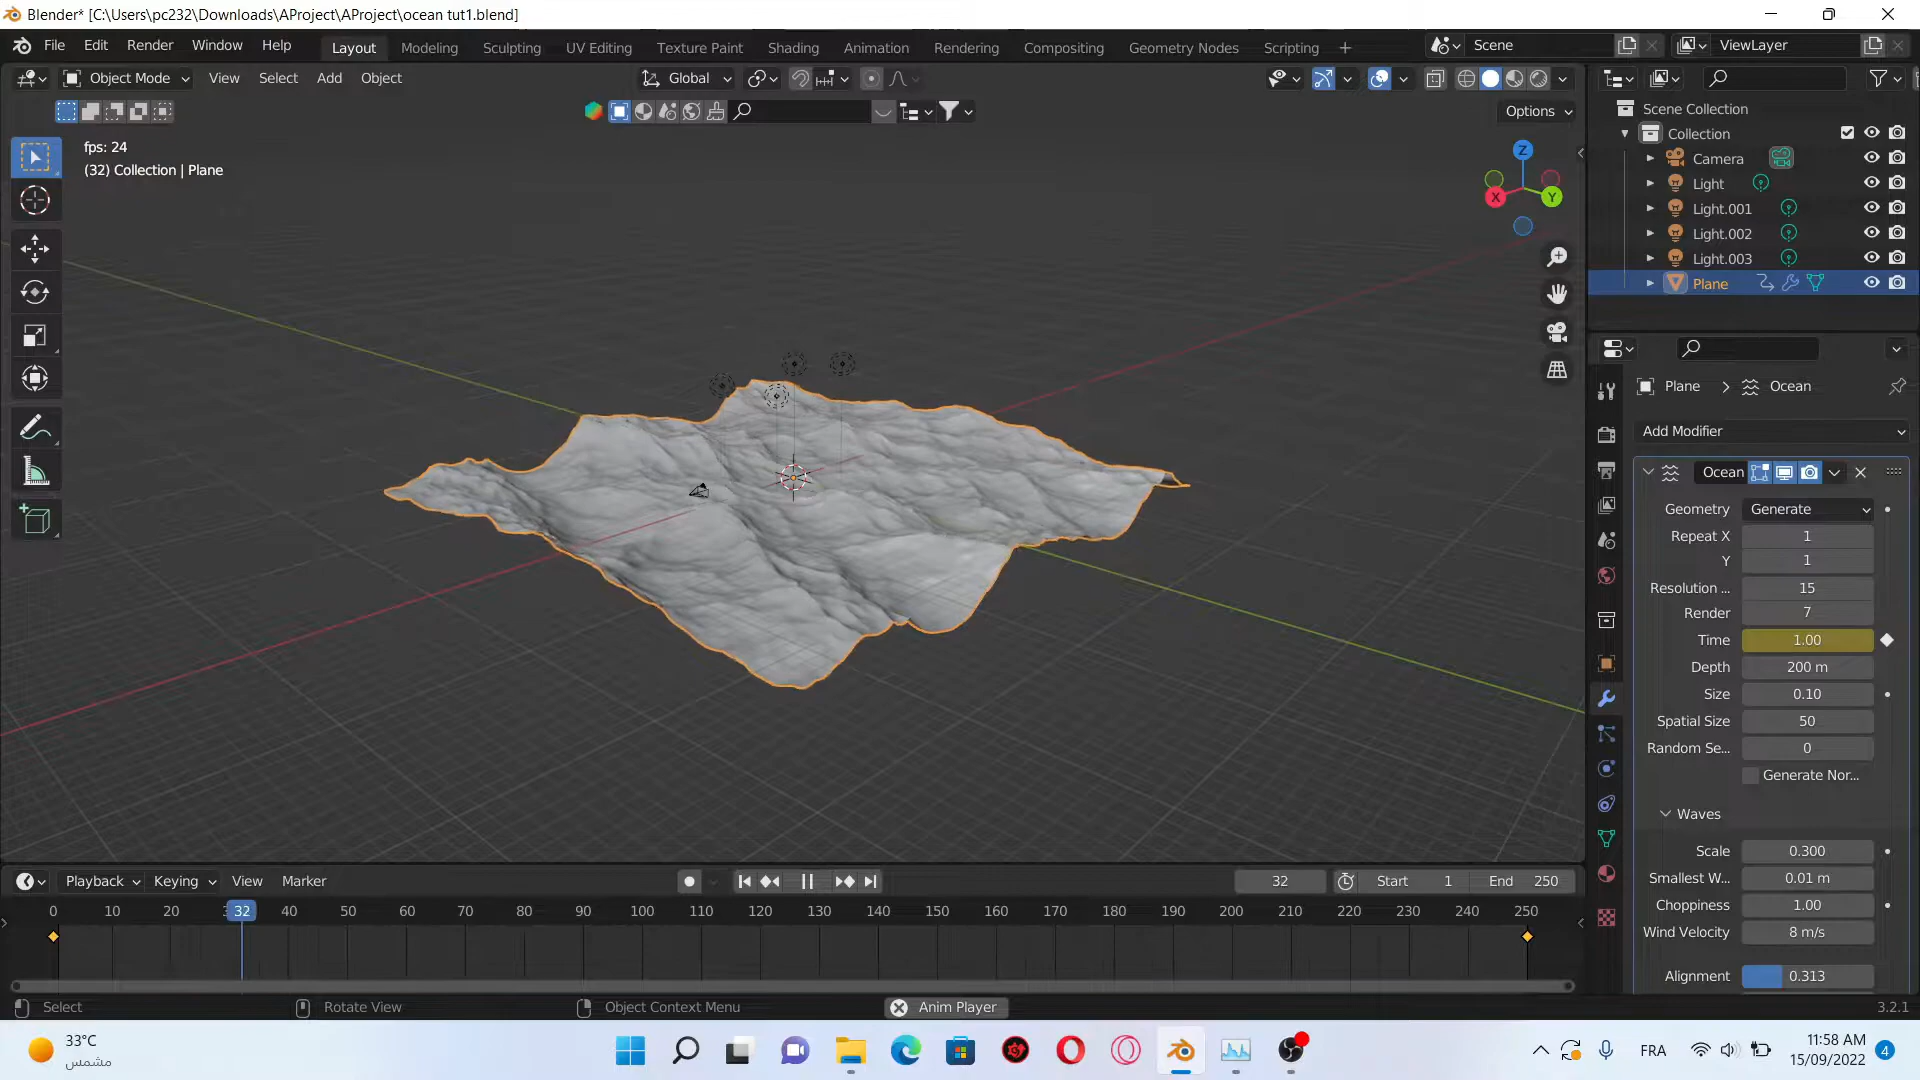 Blender* [C:\Users\pc232\Downloads\AProject\AProject\ocean tut1.blend]
File Edit Render Window Help
Layout Modeling Sculpting UV Editing Texture Paint Shading Animation Rendering Compositing Geometry Nodes Scripting +
Scene
ViewLayer
Object Mode View Select Add Object
Global
Options
fps: 24
(32) Collection | Plane
Z
X
Y
Scene Collection
Collection
Camera
Light
Light.001
Light.002
Light.003
Plane
Plane > Ocean
Add Modifier
Ocean
Geometry Generate
Repeat X 1
Y 1
Resolution ... 15
Render 7
Time 1.00
Depth 200 m
Size 0.10
Spatial Size 50
Random Se... 0
Generate Nor...
Waves
Scale 0.300
Smallest W... 0.01 m
Choppiness 1.00
Wind Velocity 8 m/s
Alignment 0.313
Playback Keying View Marker
32
Start 1
End 250
0 10 20 32 40 50 60 70 80 90 100 110 120 130 140 150 160 170 180 190 200 210 220 230 240 250
Select
Rotate View
Object Context Menu
Anim Player
3.2.1
33°C
مشمس
FRA
11:58 AM
15/09/2022
4